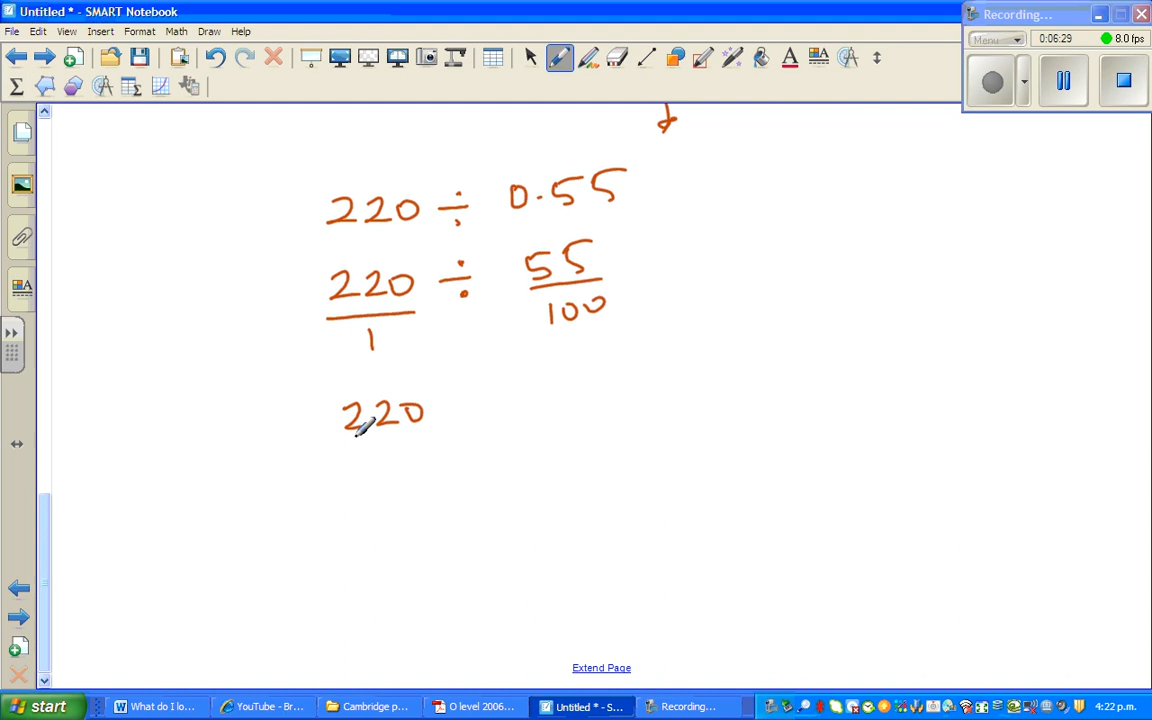 Untitled * - SMART Notebook
Recording...
File Edit View Insert Format Math Draw Help
Menu
0:06:29
8.0 fps
220 ÷ 0.55
220 ÷ 55
1 100
220
Extend Page
start
What do I lo...
YouTube - Br...
Cambridge p...
O level 2006...
Untitled * - S...
Recording...
4:22 p.m.